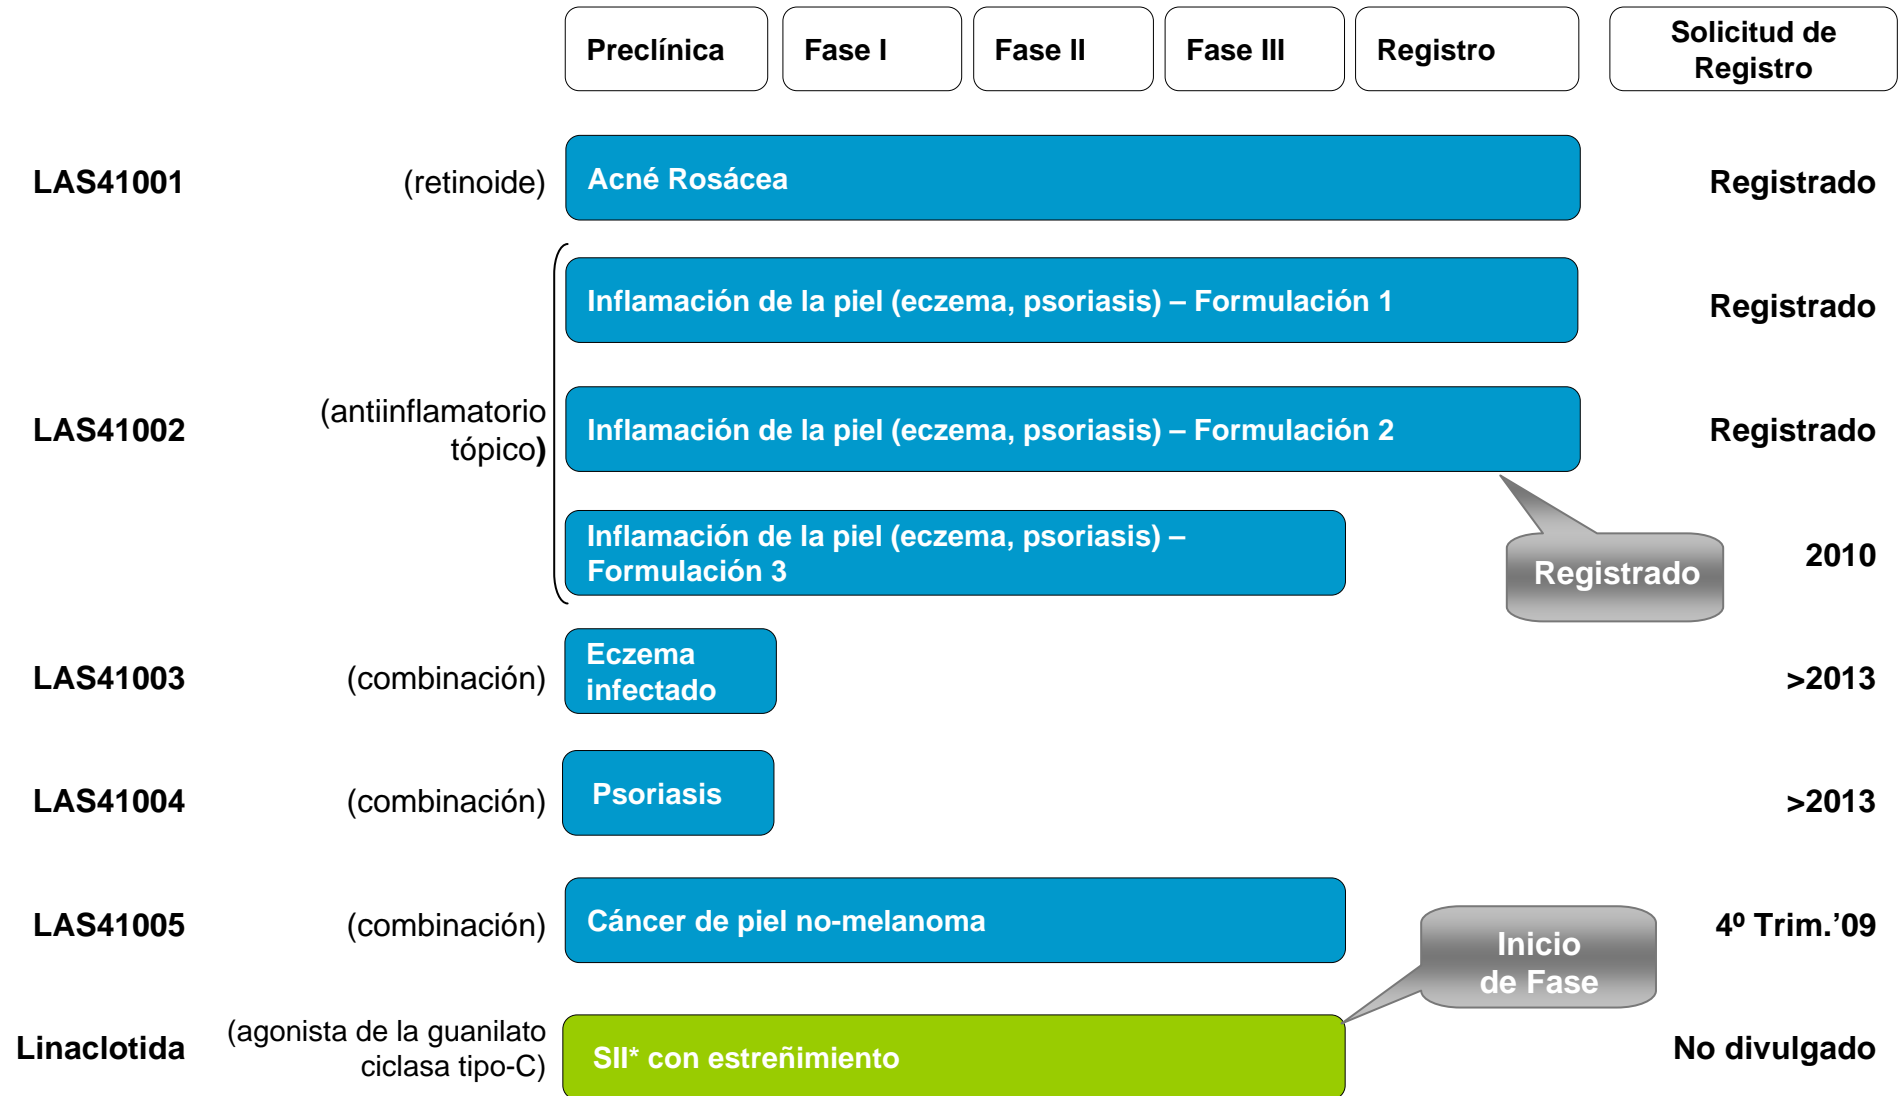 Preclínica
Fase I
Fase II
Fase III
Registro
Solicitud de
Registro
LAS41001
(retinoide)
Acné Rosácea
Registrado
Inflamación de la piel (eczema, psoriasis) – Formulación 1
Registrado
LAS41002
(antiinflamatorio
tópico)
Inflamación de la piel (eczema, psoriasis) – Formulación 2
Registrado
Inflamación de la piel (eczema, psoriasis) –
Formulación 3
Registrado
2010
LAS41003
(combinación)
Eczema
infectado
>2013
LAS41004
(combinación)
Psoriasis
>2013
LAS41005
(combinación)
Cáncer de piel no-melanoma
4º Trim.’09
Inicio
de Fase
Linaclotida
(agonista de la guanilato
ciclasa tipo-C)
SII* con estreñimiento
No divulgado